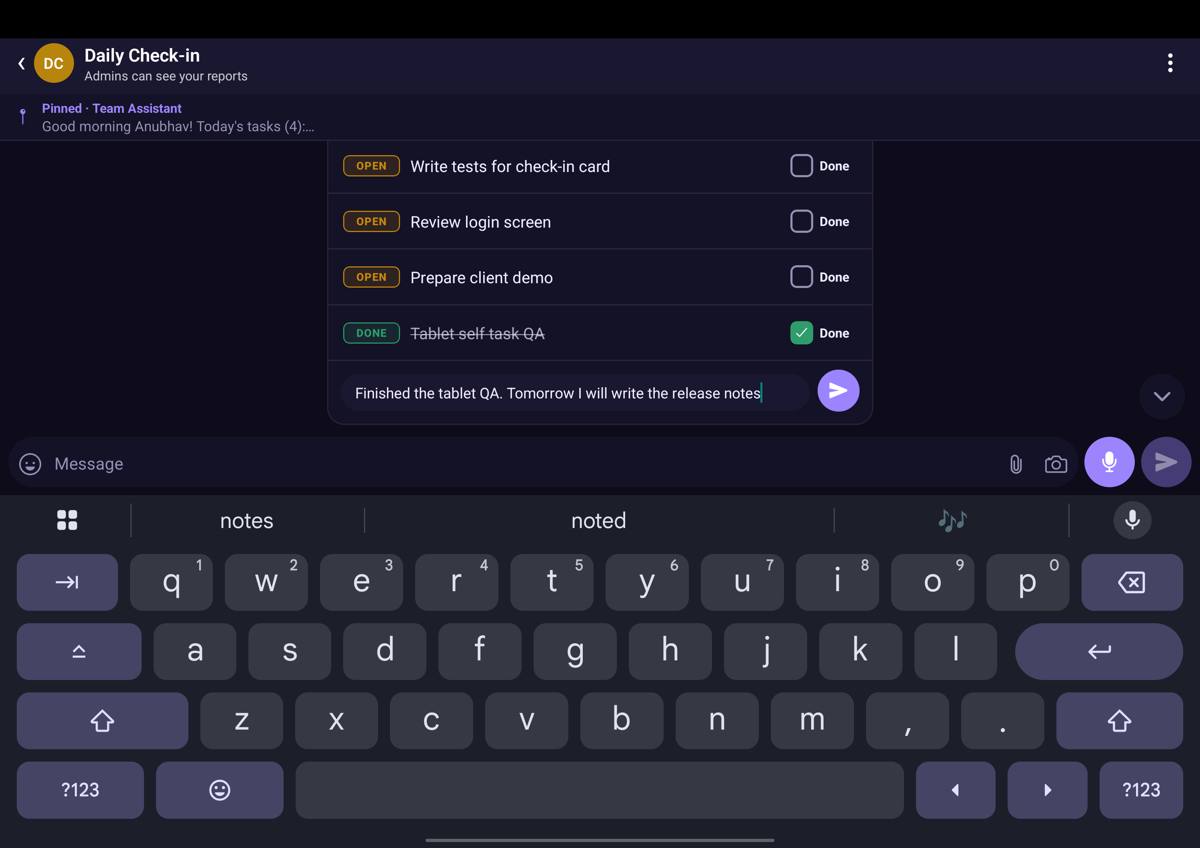 DC
Daily Check-in
Admins can see your reports
Pinned · Team Assistant
Good morning Anubhav! Today's tasks (4):...
OPEN Write tests for check-in card Done
OPEN Review login screen Done
OPEN Prepare client demo Done
DONE Tablet self task QA Done
Finished the tablet QA. Tomorrow I will write the release notes
Message
notes noted
q 1 w 2 e 3 r 4 t 5 y 6 u 7 i 8 o 9 p 0
a s d f g h j k l
z x c v b n m , .
?123 ?123